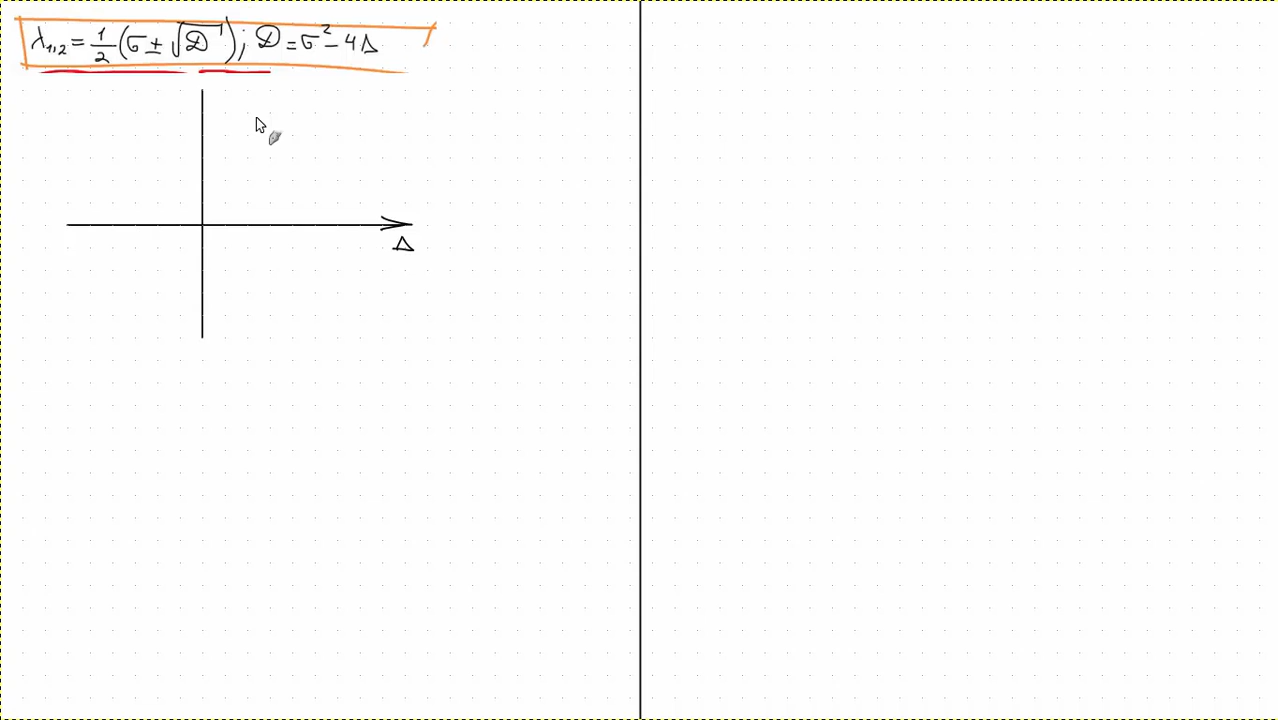 λ₁,₂ = 1/2 (σ ± √D); D = σ² - 4Δ
Δ